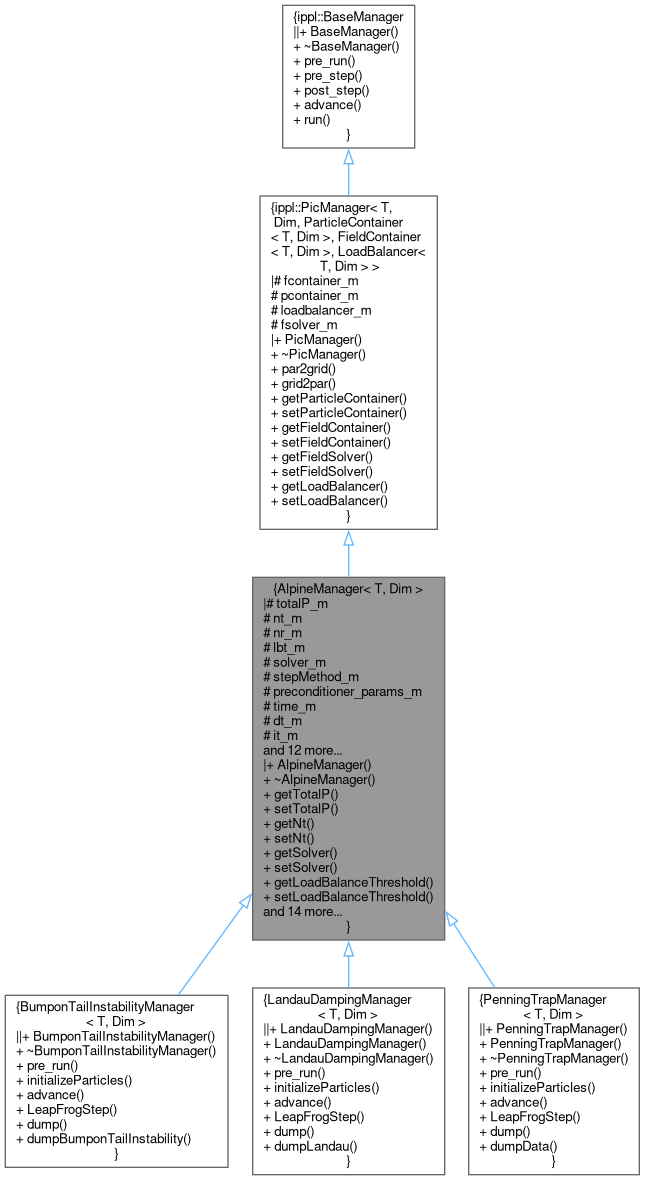 {ippl::BaseManager
||+ BaseManager()
+ ~BaseManager()
+ pre_run()
+ pre_step()
+ post_step()
+ advance()
+ run()
}
{ippl::PicManager< T,
Dim, ParticleContainer
< T, Dim >, FieldContainer
< T, Dim >, LoadBalancer<
T, Dim > >
|# fcontainer_m
# pcontainer_m
# loadbalancer_m
# fsolver_m
|+ PicManager()
+ ~PicManager()
+ par2grid()
+ grid2par()
+ getParticleContainer()
+ setParticleContainer()
+ getFieldContainer()
+ setFieldContainer()
+ getFieldSolver()
+ setFieldSolver()
+ getLoadBalancer()
+ setLoadBalancer()
}
{AlpineManager< T, Dim >
|# totalP_m
# nt_m
# nr_m
# lbt_m
# solver_m
# stepMethod_m
# preconditioner_params_m
# time_m
# dt_m
# it_m
and 12 more...
|+ AlpineManager()
+ ~AlpineManager()
+ getTotalP()
+ setTotalP()
+ getNt()
+ setNt()
+ getSolver()
+ setSolver()
+ getLoadBalanceThreshold()
+ setLoadBalanceThreshold()
and 14 more...
}
{BumponTailInstabilityManager
< T, Dim >
||+ BumponTailInstabilityManager()
+ ~BumponTailInstabilityManager()
+ pre_run()
+ initializeParticles()
+ advance()
+ LeapFrogStep()
+ dump()
+ dumpBumponTailInstability()
}
{LandauDampingManager
< T, Dim >
||+ LandauDampingManager()
+ LandauDampingManager()
+ ~LandauDampingManager()
+ pre_run()
+ initializeParticles()
+ advance()
+ LeapFrogStep()
+ dump()
+ dumpLandau()
}
{PenningTrapManager
< T, Dim >
||+ PenningTrapManager()
+ PenningTrapManager()
+ ~PenningTrapManager()
+ pre_run()
+ initializeParticles()
+ advance()
+ LeapFrogStep()
+ dump()
+ dumpData()
}